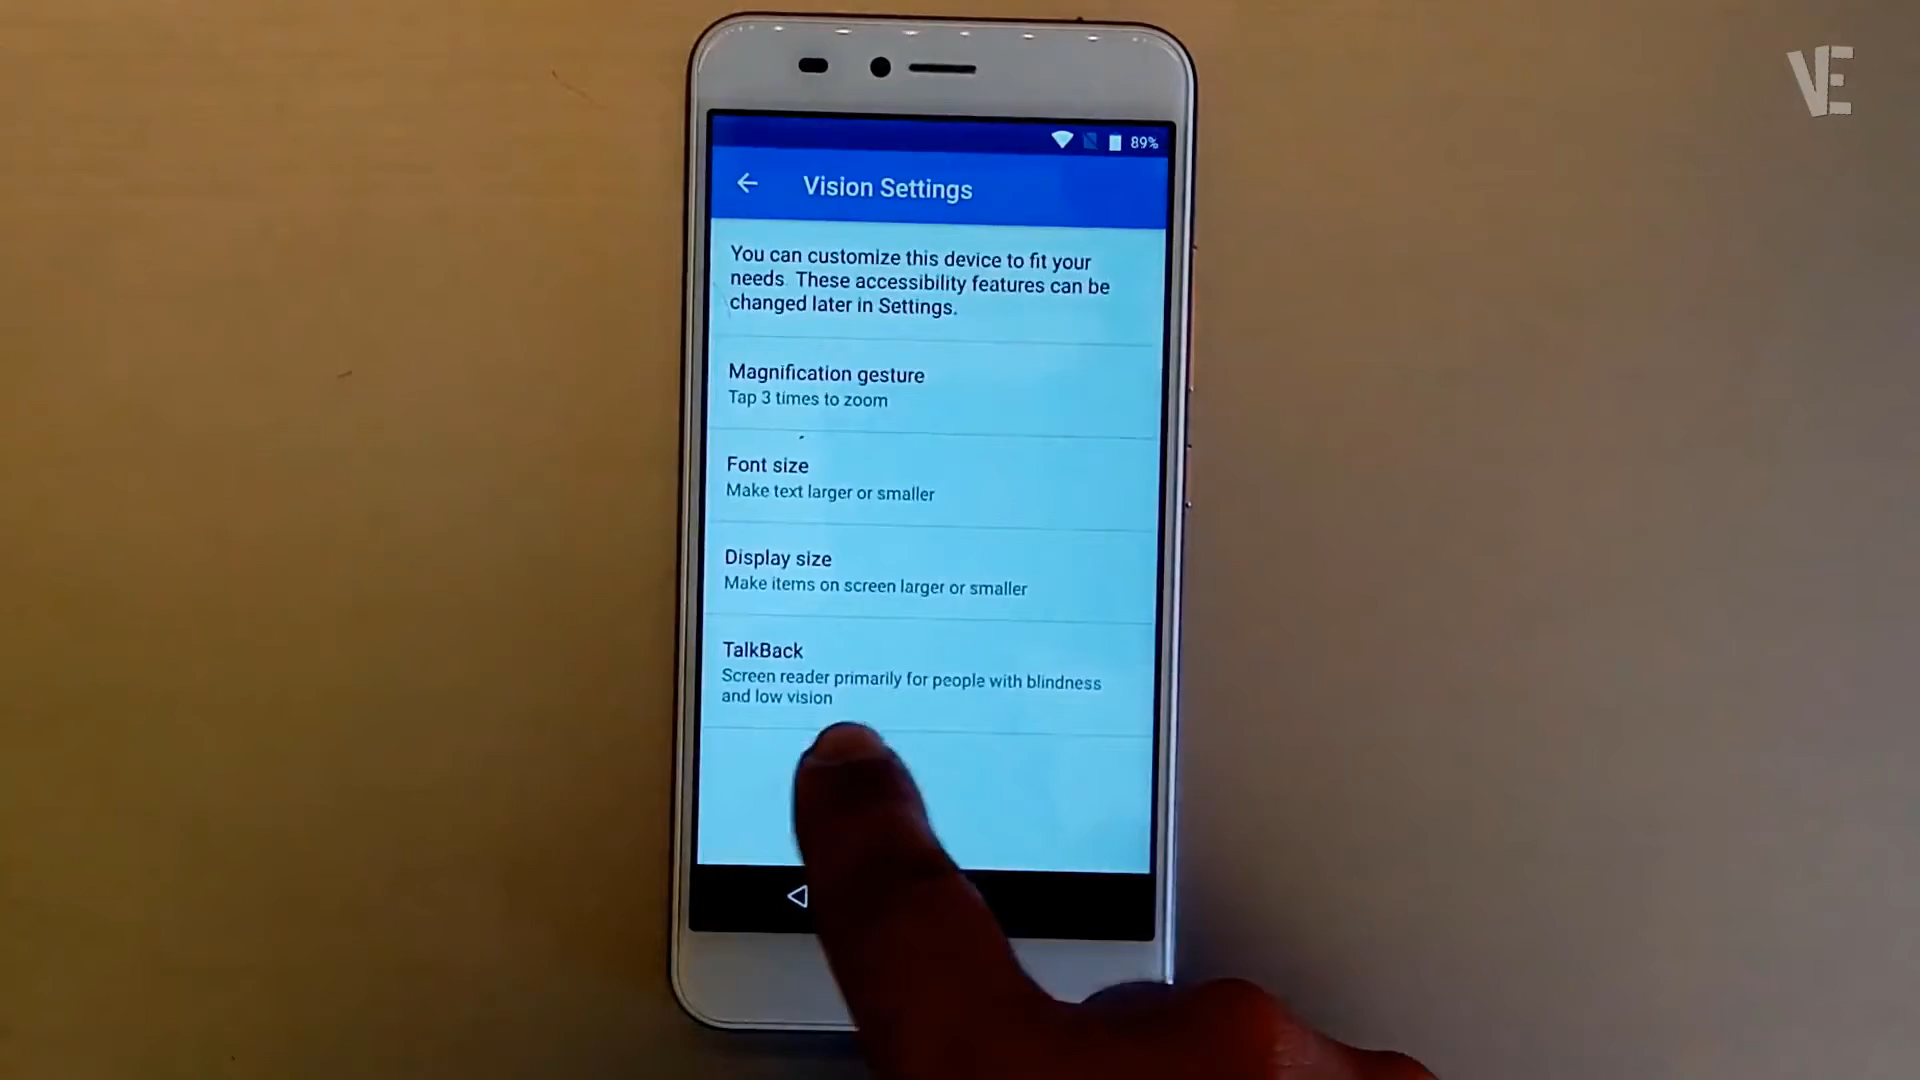 VE
89%
Vision Settings
You can customize this device to fit your
needs. These accessibility features can be
changed later in Settings.
Magnification gesture
Tap 3 times to zoom
Font size
Make text larger or smaller
Display size
Make items on screen larger or smaller
TalkBack
Screen reader primarily for people with blindness
and low vision